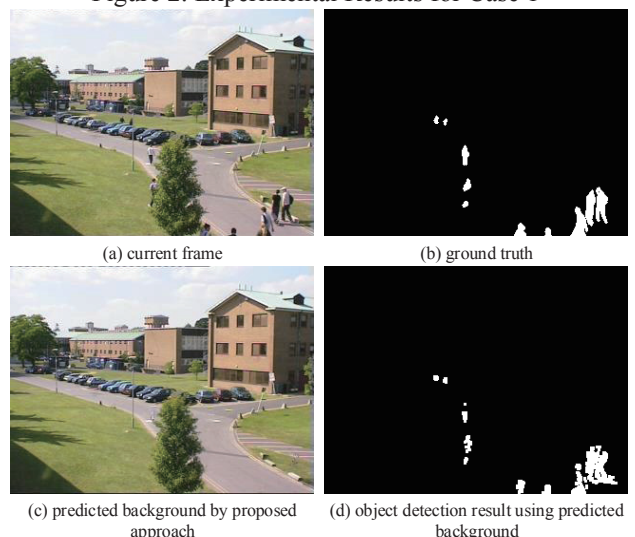 Figure 2: Experimental Results for Case 1
(a) current frame
(b) ground truth
(c) predicted background by proposed
approach
(d) object detection result using predicted
background